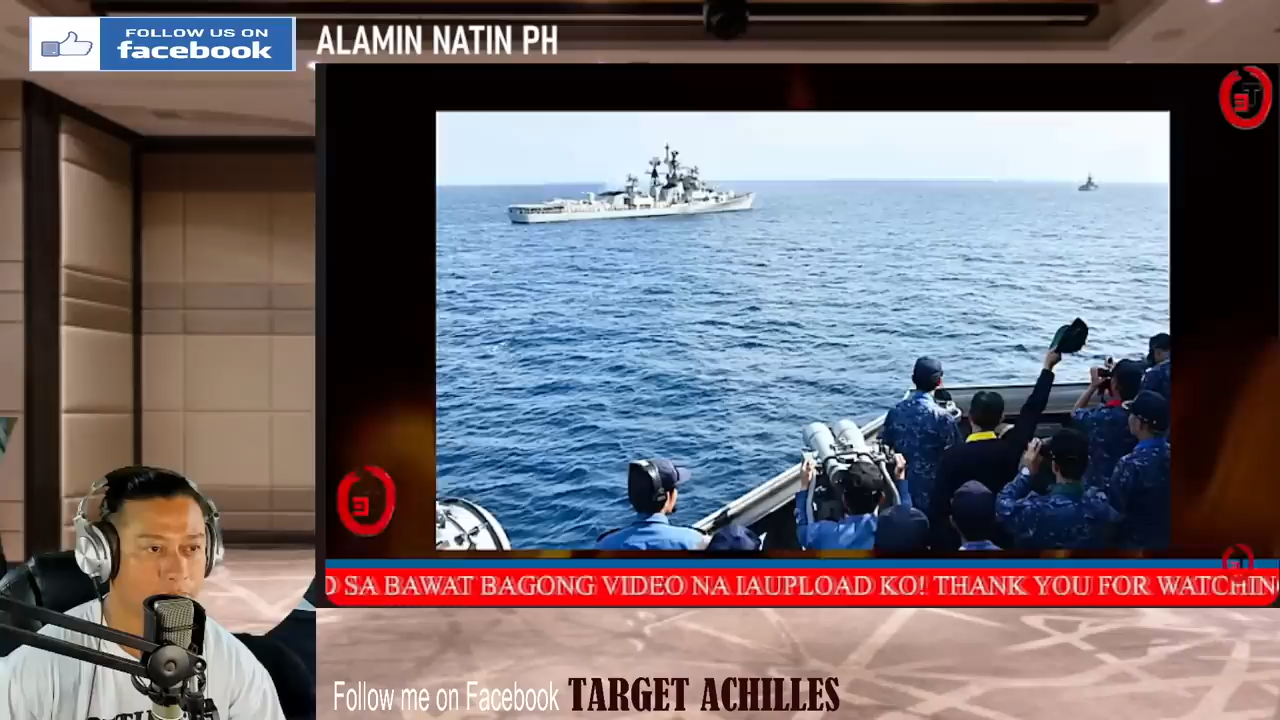 FOLLOW US ON
facebook
ALAMIN NATIN PH
SA BAWAT BAGONG VIDEO NA IAUPLOAD KO! THANK YOU FOR WATCHING
Follow me on Facebook TARGET ACHILLES